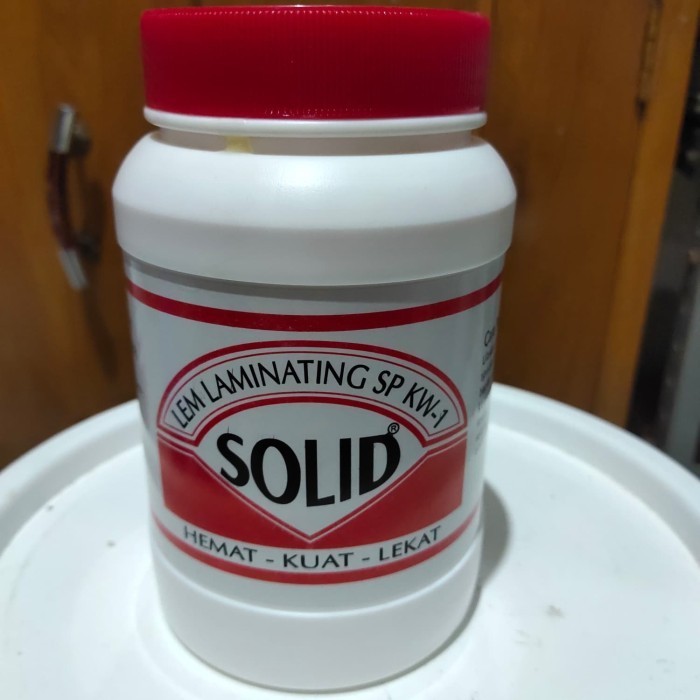 LEM LAMINATING SP KW-1
SOLID®
HEMAT - KUAT - LEKAT